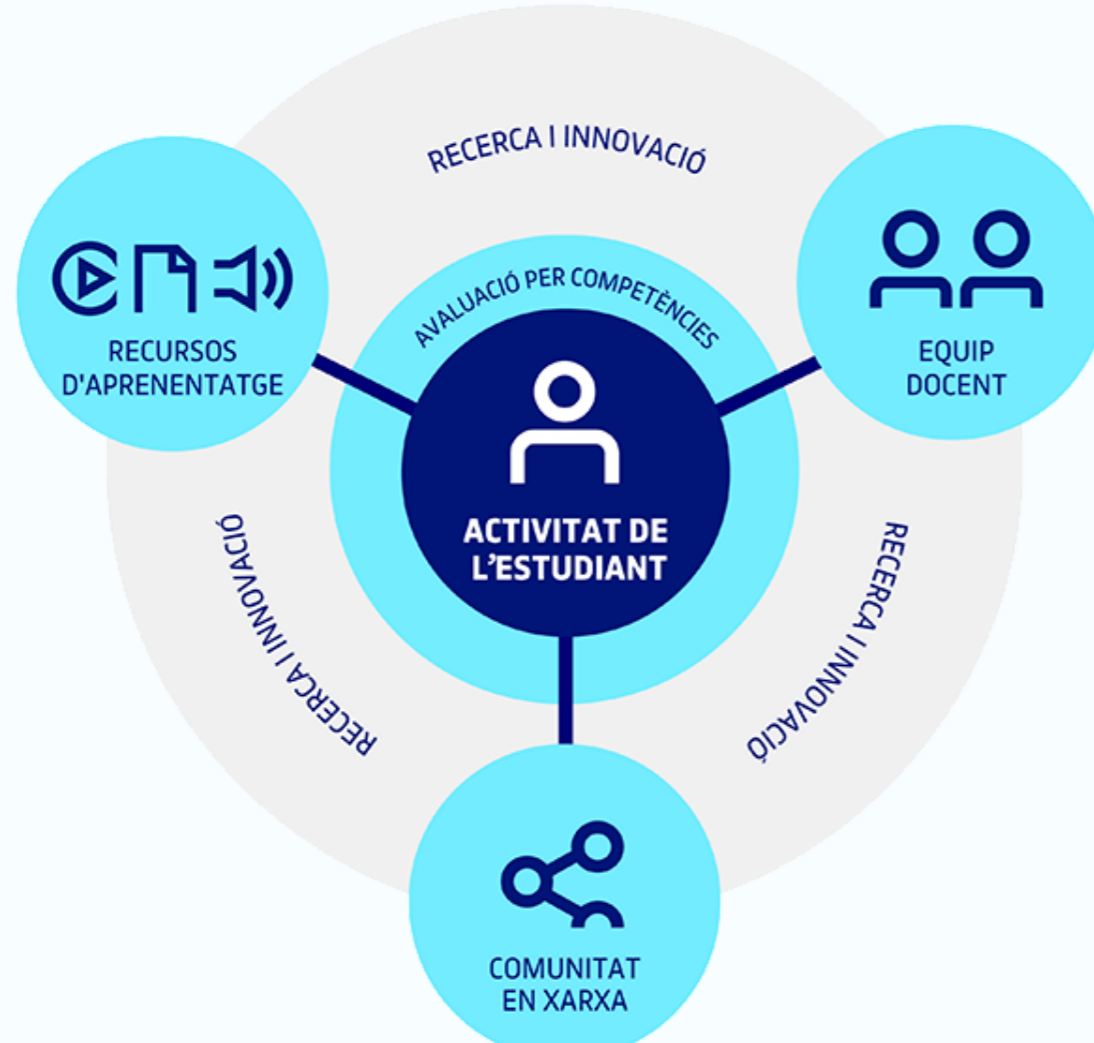 RECERCA I INNOVACIÓ
RECURSOS
D'APRENENTATGE
EQUIP
DOCENT
AVALUACIÓ PER COMPETÈNCIES
ACTIVITAT DE
L'ESTUDIANT
RECERCA I INNOVACIÓ
RECERCA I INNOVACIÓ
COMUNITAT
EN XARXA